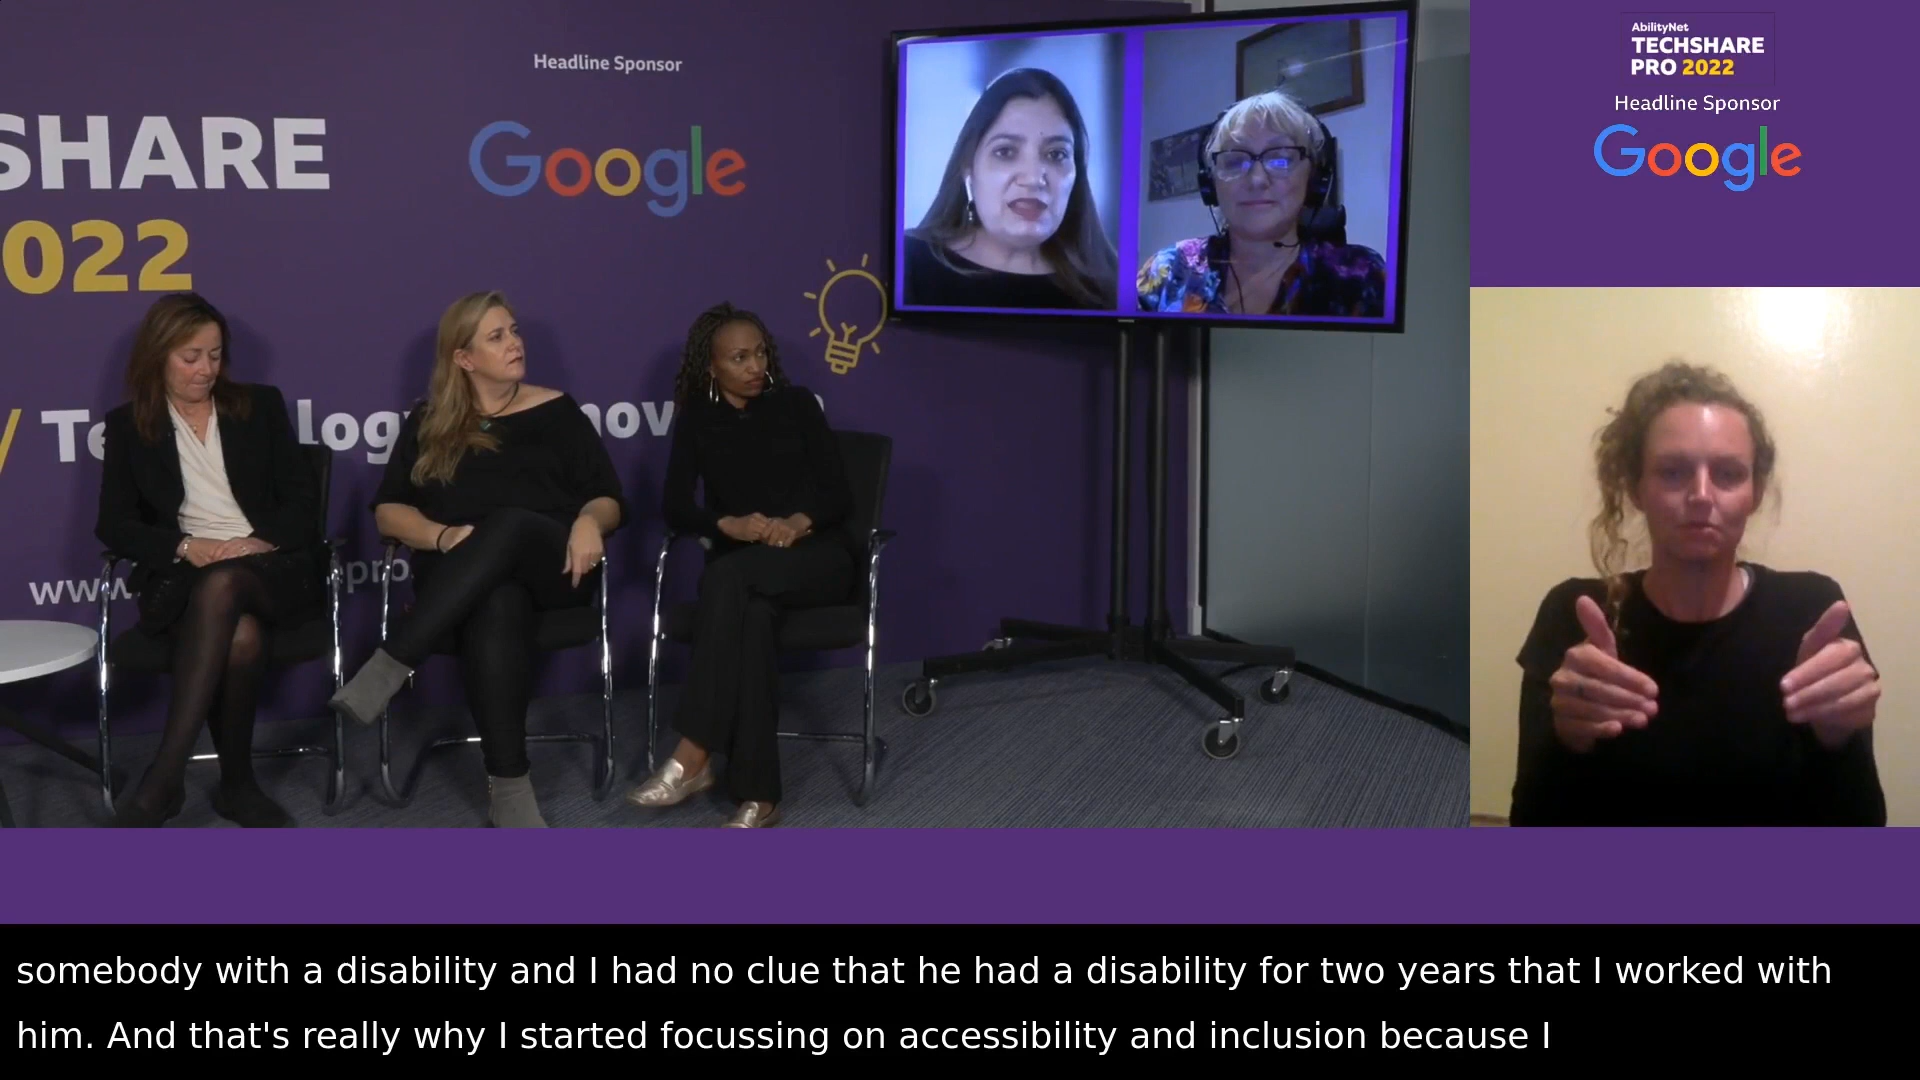 Headline Sponsor
SHARE
Google
2022
www.
AbilityNet
TECHSHARE
PRO 2022
Headline Sponsor
Google
somebody with a disability and I had no clue that he had a disability for two years that I worked with
him. And that's really why I started focussing on accessibility and inclusion because I